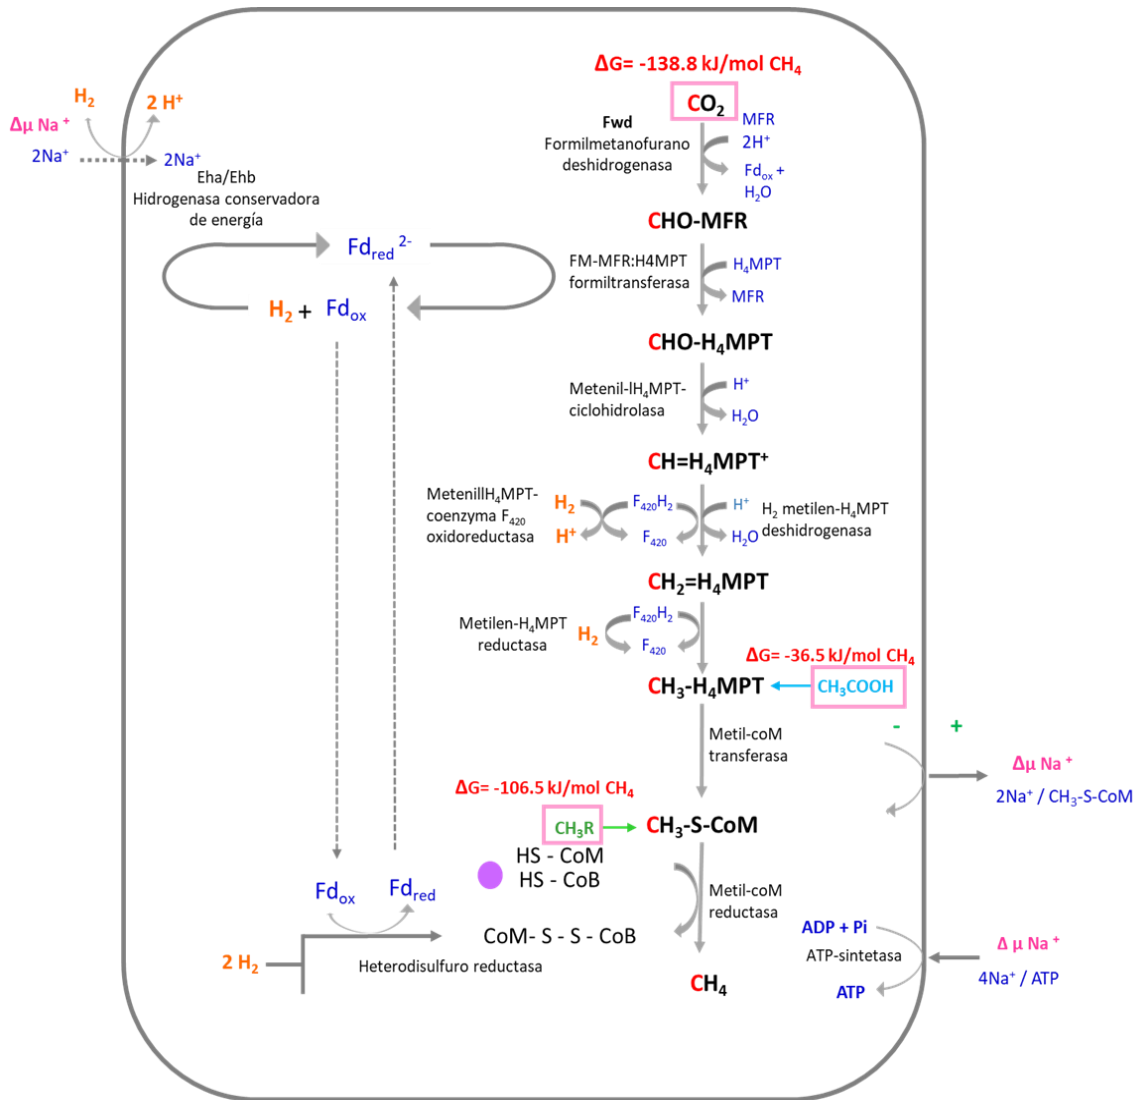 ΔG= -138.8 kJ/mol CH₄
CO₂
Fwd
Formilmetanofurano
deshidrogenasa
MFR
2H⁺
Fdₒₓ +
H₂O
H₂
2 H⁺
Δμ Na ⁺
2Na⁺
2Na⁺
Eha/Ehb
Hidrogenasa conservadora
de energía
CHO-MFR
Fd_red ²⁻
FM-MFR:H4MPT
formiltransferasa
H₄MPT
MFR
H₂ + Fdₒₓ
CHO-H₄MPT
Metenil-lH₄MPT-
ciclohidrolasa
H⁺
H₂O
CH=H₄MPT⁺
MetenillH₄MPT-
coenzyma F₄₂₀
oxidoreductasa
H₂
H⁺
F₄₂₀H₂
F₄₂₀
H⁺
H₂O
H₂ metilen-H₄MPT
deshidrogenasa
CH₂=H₄MPT
Metilen-H₄MPT
reductasa
H₂
F₄₂₀H₂
F₄₂₀
ΔG= -36.5 kJ/mol CH₄
CH₃-H₄MPT
CH₃COOH
Metil-coM
transferasa
- +
Δμ Na ⁺
2Na⁺ / CH₃-S-CoM
ΔG= -106.5 kJ/mol CH₄
CH₃R
CH₃-S-CoM
HS - CoM
HS - CoB
Metil-coM
reductasa
Fdₒₓ
Fd_red
CoM- S - S - CoB
2 H₂
Heterodisulfuro reductasa
CH₄
ADP + Pi
ATP-sintetasa
ATP
Δ μ Na ⁺
4Na⁺ / ATP